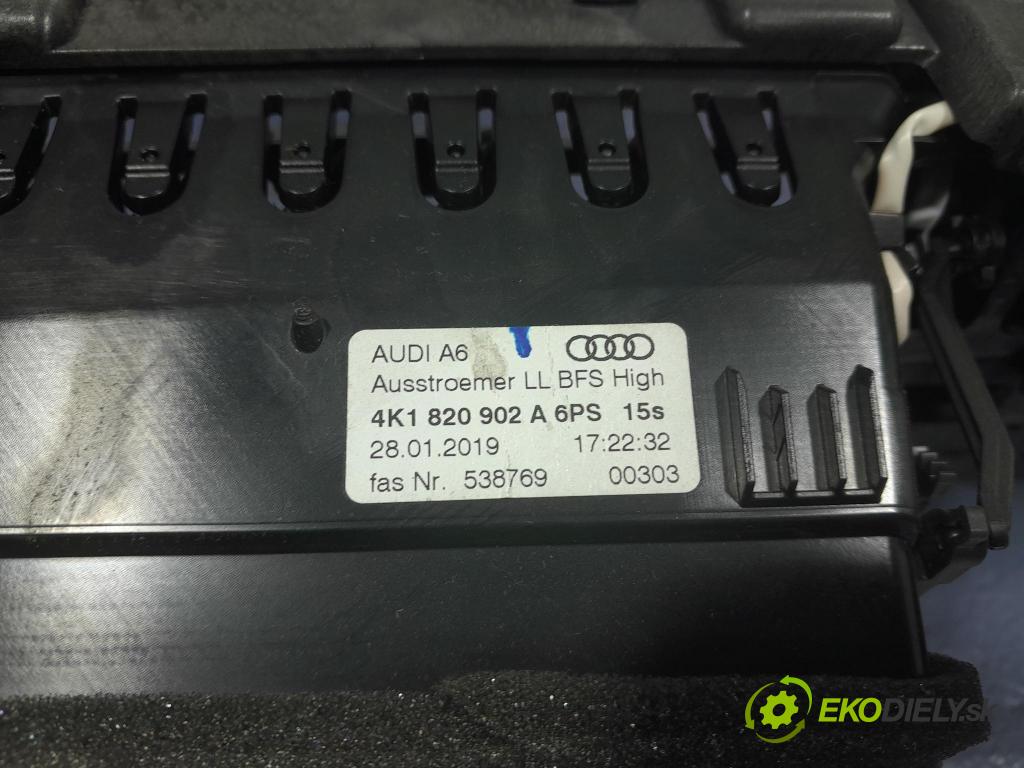 AUDI A6
Ausstroemer LL BFS High
4K1 820 902 A 6PS 15s
28.01.2019 17:22:32
fas Nr. 538769 00303
EKODIELY.sk